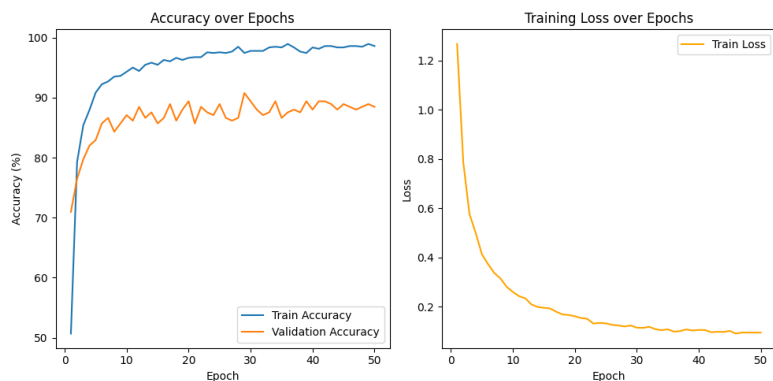 Accuracy over Epochs
100
90
80
70
60
50
Accuracy (%)
0
10
20
30
40
50
Epoch
Train Accuracy
Validation Accuracy
Training Loss over Epochs
1.2
1.0
0.8
0.6
0.4
0.2
Loss
0
10
20
30
40
50
Epoch
Train Loss